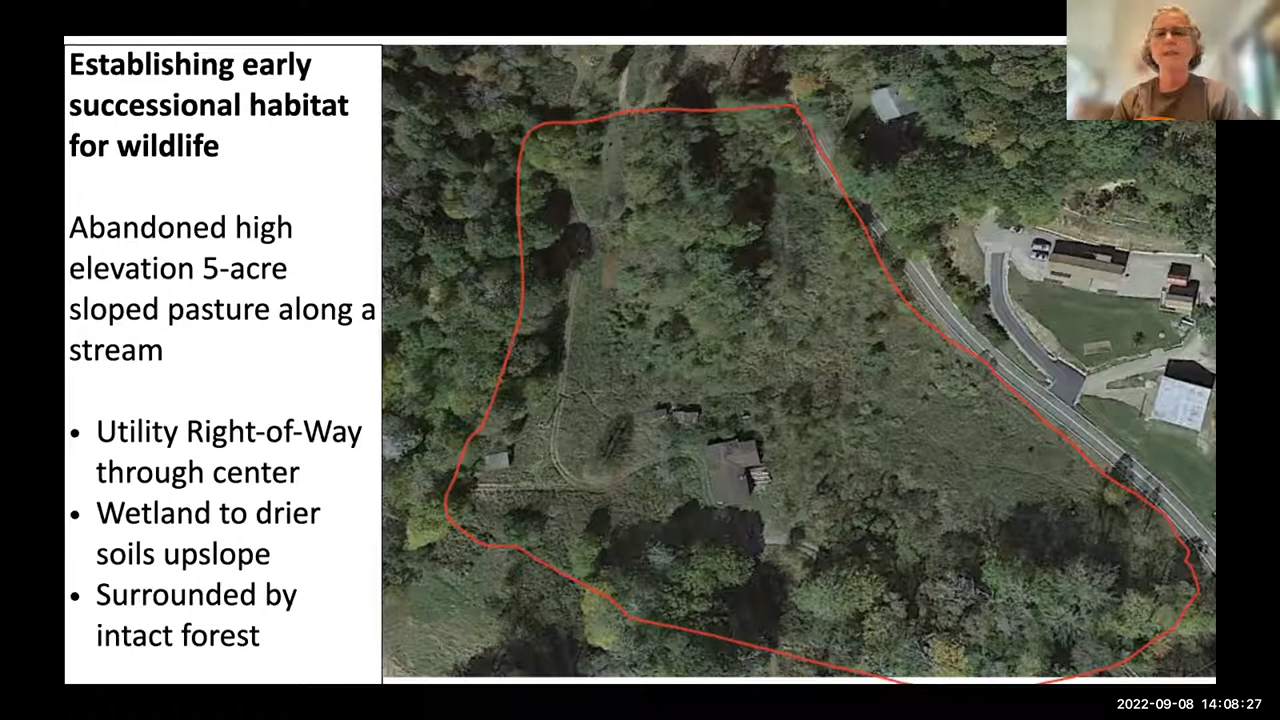 Establishing early
successional habitat
for wildlife
Abandoned high
elevation 5-acre
sloped pasture along a
stream
• Utility Right-of-Way
through center
• Wetland to drier
soils upslope
• Surrounded by
intact forest
2022-09-08 14:08:27